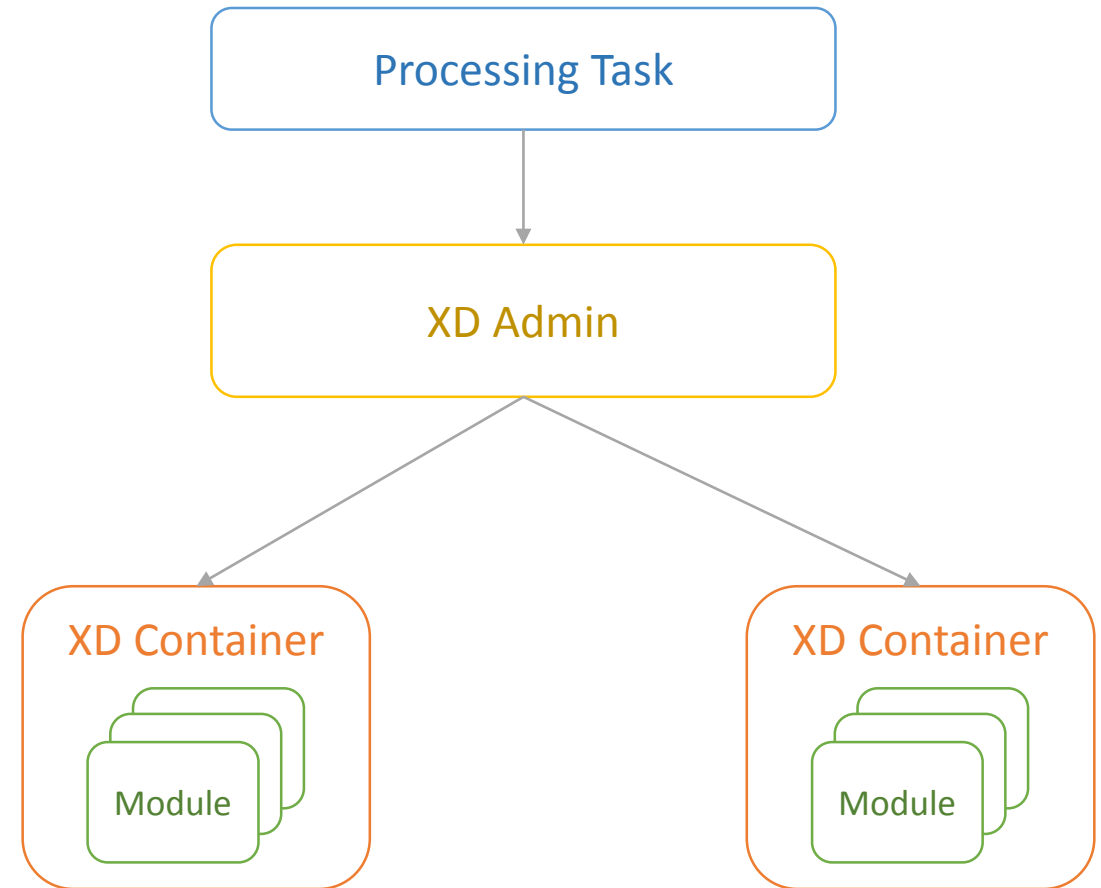 Processing Task
XD Admin
XD Container
XD Container
Module
Module